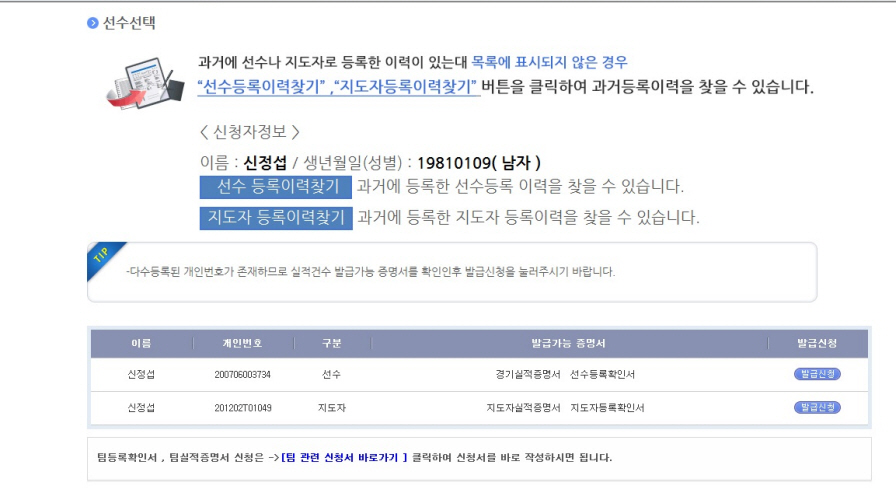 선수선택
과거에 선수나 지도자로 등록한 이력이 있는대 목록에 표시되지 않은 경우
“선수등록이력찾기” ,“지도자등록이력찾기” 버튼을 클릭하여 과거등록이력을 찾을 수 있습니다.
< 신청자정보 >
이름 : 신정섭 / 생년월일(성별) : 19810109( 남자 )
선수 등록이력찾기 과거에 등록한 선수등록 이력을 찾을 수 있습니다.
지도자 등록이력찾기 과거에 등록한 지도자 등록이력을 찾을 수 있습니다.
TIP
-다수등록된 개인번호가 존재하므로 실적건수 발급가능 증명서를 확인인후 발급신청을 눌러주시기 바랍니다.
이름 개인번호 구분 발급가능 증명서 발급신청
신정섭 200706003734 선수 경기실적증명서 선수등록확인서 발급신청
신정섭 201202T01049 지도자 지도자실적증명서 지도자등록확인서 발급신청
팀등록확인서 , 팀실적증명서 신청은 ->[팀 관련 신청서 바로가기 ] 클릭하여 신청서를 바로 작성하시면 됩니다.